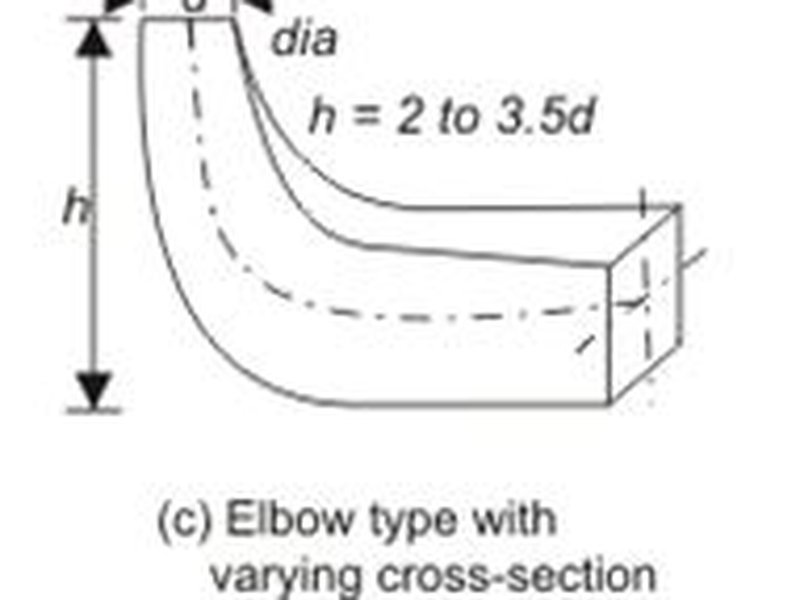 dia
h = 2 to 3.5d
h
(c) Elbow type with
varying cross-section